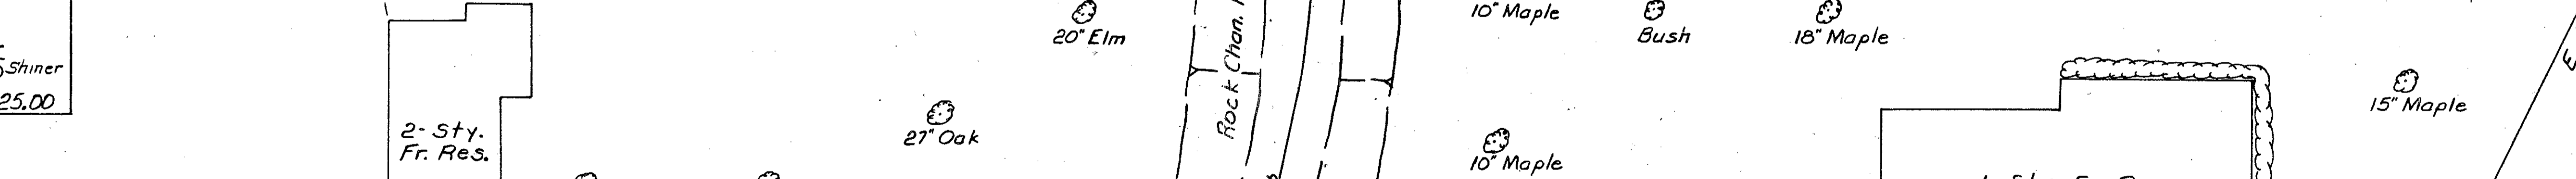 Shiner
25.00
2-Sty.
Fr. Res.
20" Elm
27" Oak
Rock Chan.
10" Maple
Bush
18" Maple
10" Maple
15" Maple